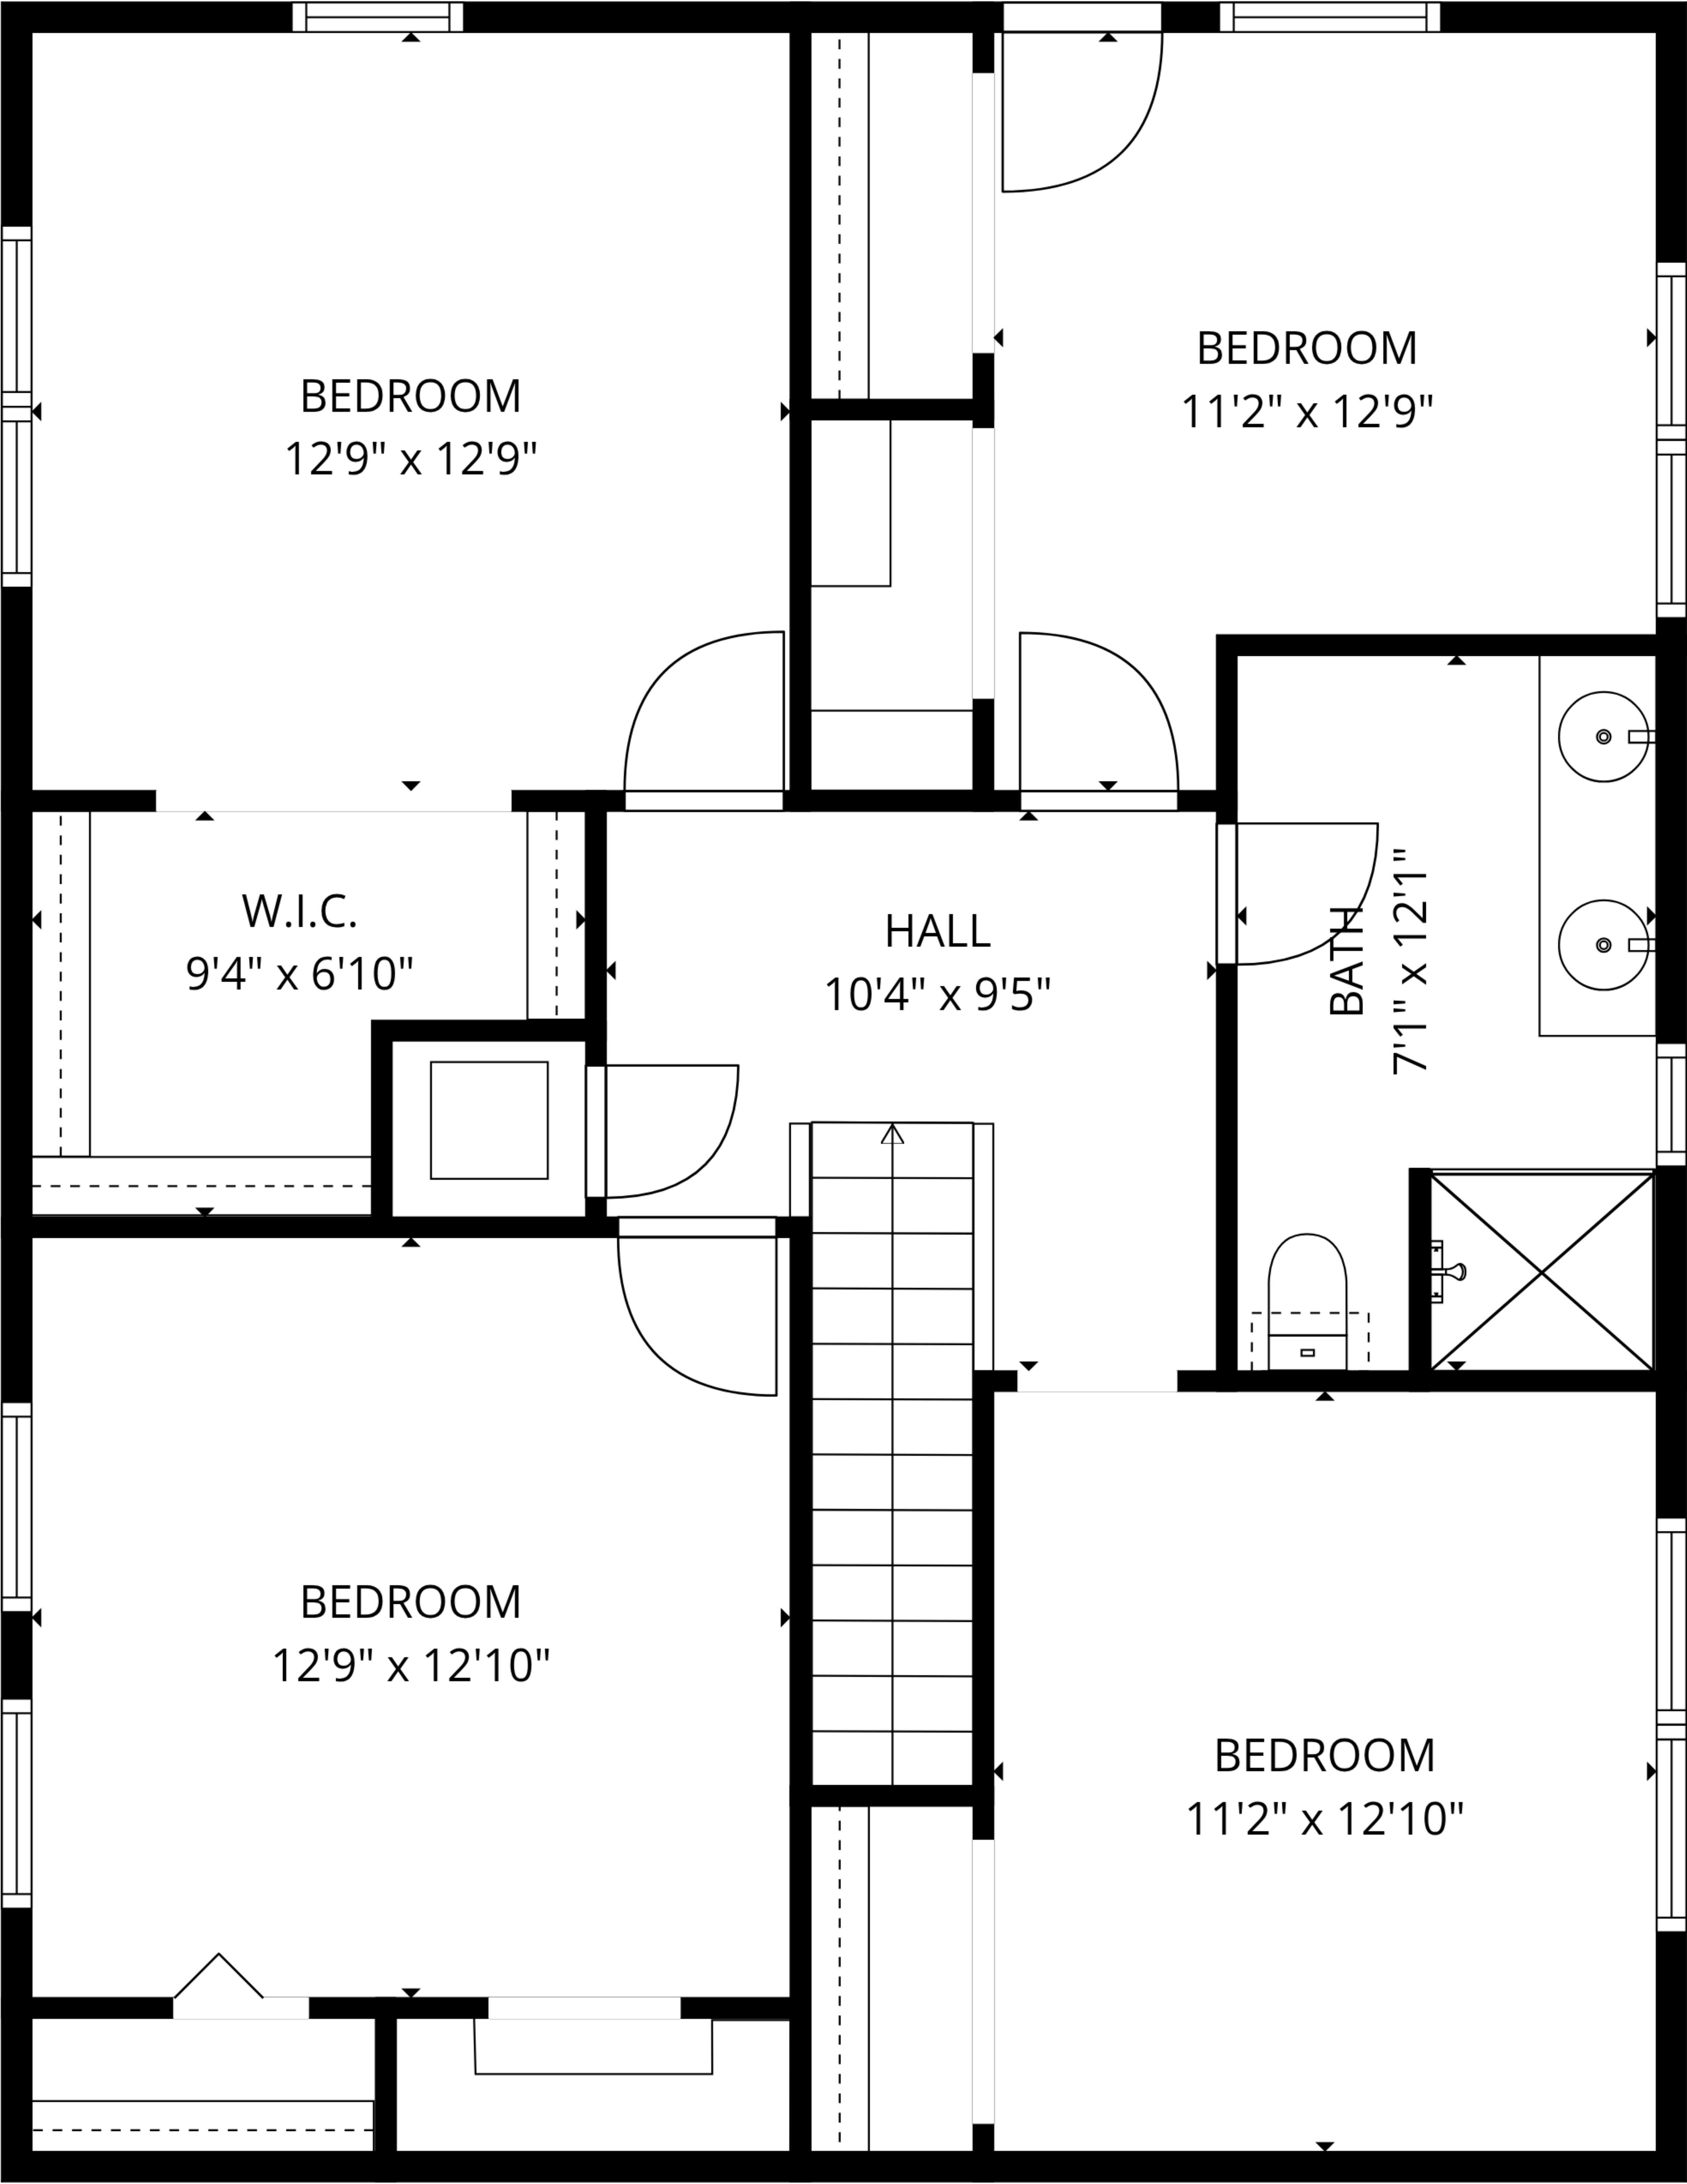 BEDROOM
12'9" x 12'9"
BEDROOM
11'2" x 12'9"
W.I.C.
9'4" x 6'10"
HALL
10'4" x 9'5"
BATH
7'1" x 12'1"
BEDROOM
12'9" x 12'10"
BEDROOM
11'2" x 12'10"